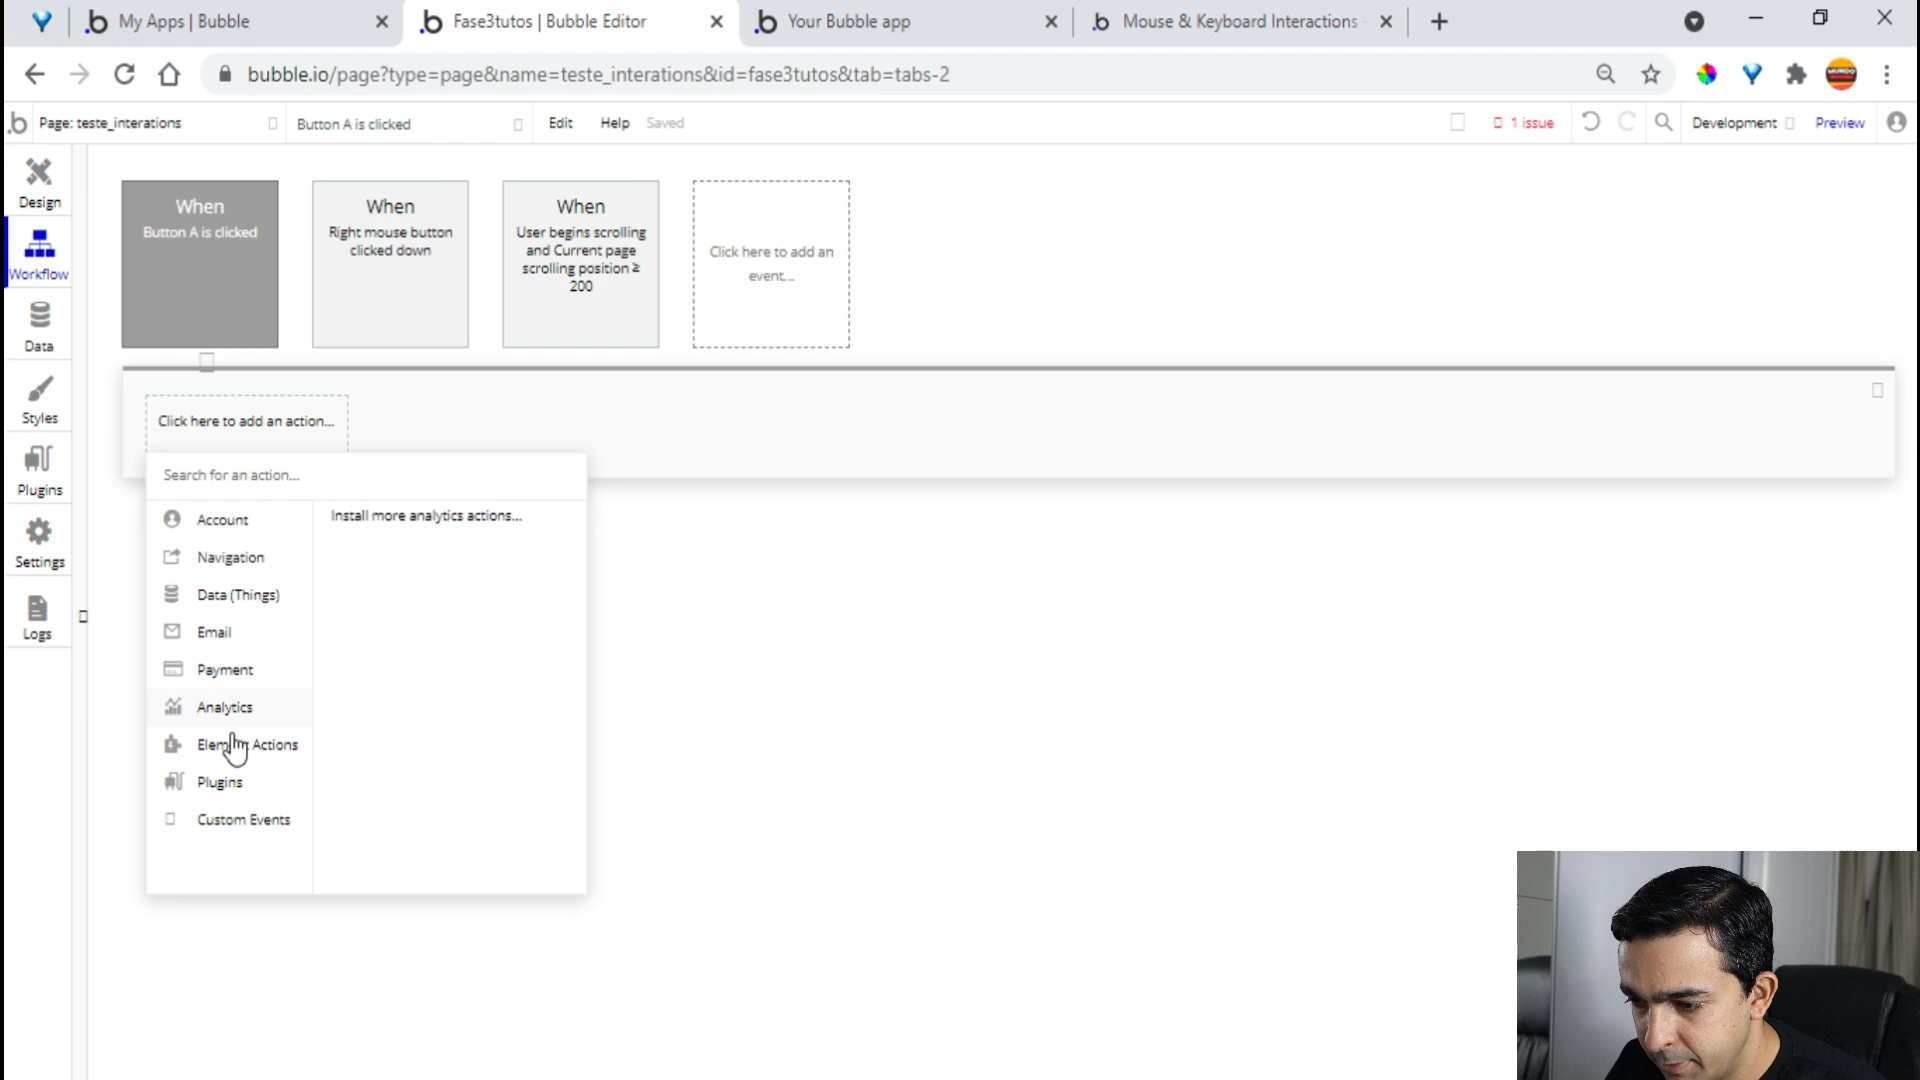 My Apps | Bubble
Fase3tutos | Bubble Editor
Your Bubble app
Mouse & Keyboard Interactions
bubble.io/page?type=page&name=teste_interations&id=fase3tutos&tab=tabs-2
Page: teste_interations
Button A is clicked
Edit
Help
Saved
1 issue
Development
Preview
Design
Workflow
Data
Styles
Plugins
Settings
Logs
When
Button A is clicked
When
Right mouse button
clicked down
When
User begins scrolling
and Current page
scrolling position ≥
200
Click here to add an
event...
Click here to add an action...
Search for an action...
Account
Navigation
Data (Things)
Email
Payment
Analytics
Element Actions
Plugins
Custom Events
Install more analytics actions...